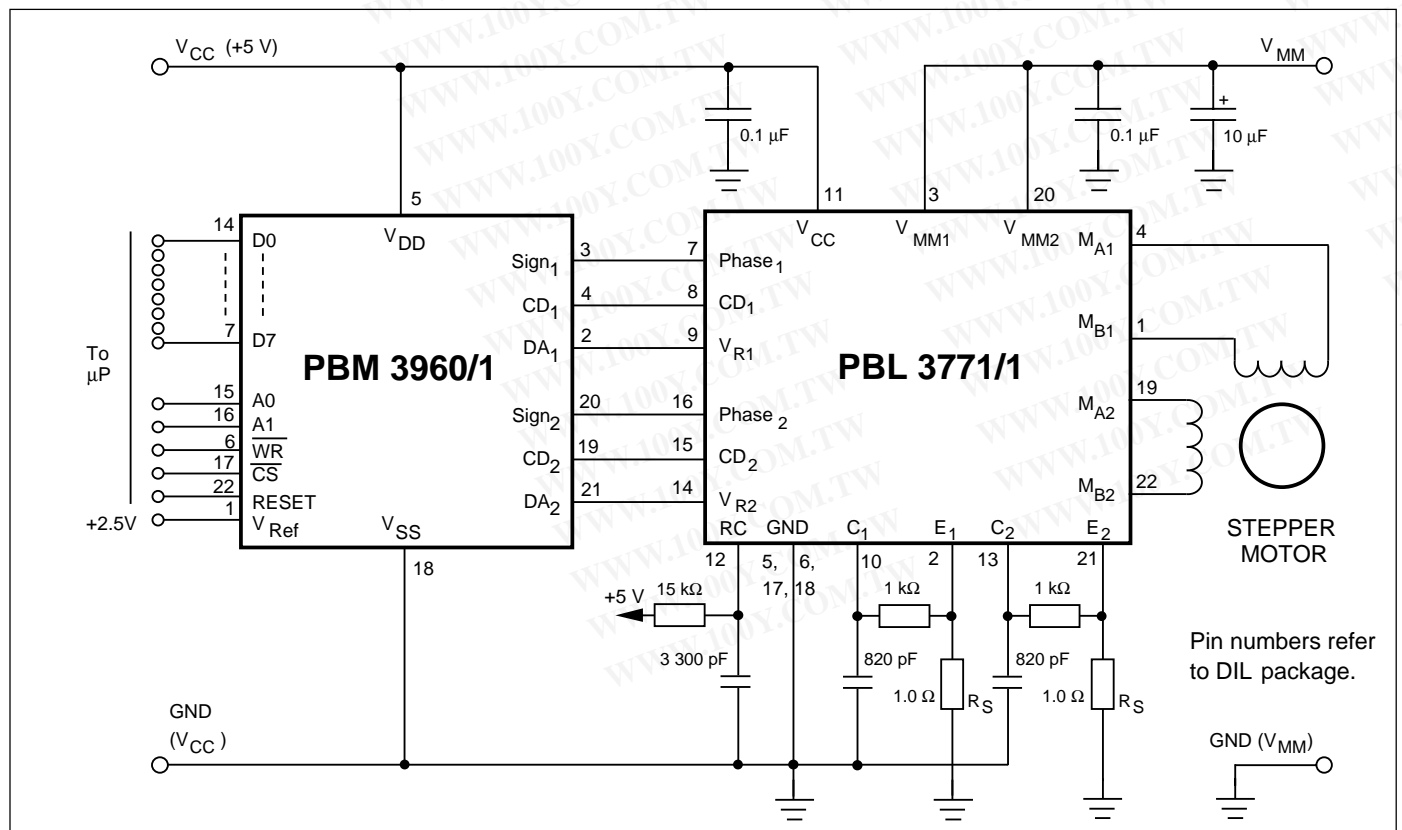 V_CC (+5 V)
V_MM
0.1 µF
0.1 µF
+
10 µF
5
11
3
20
14
D0
V_DD
V_CC
V_MM1
V_MM2
M_A1
4
Sign_1
3
7
Phase_1
CD_1
4
8
CD_1
7
D7
DA_1
2
9
V_R1
M_B1
1
To
µP
PBM 3960/1
PBL 3771/1
15
A0
16
A1
6
WR
17
CS
22
RESET
+2.5V
1
V_Ref
Sign_2
20
16
Phase_2
CD_2
19
15
CD_2
DA_2
21
14
V_R2
M_A2
19
M_B2
22
STEPPER
MOTOR
V_SS
18
RC
GND
C_1
E_1
C_2
E_2
12
5,
6,
17,
18
10
2
13
21
+5 V
15 kΩ
1 kΩ
1 kΩ
3 300 pF
820 pF
1.0 Ω
R_S
820 pF
1.0 Ω
R_S
Pin numbers refer
to DIL package.
GND
(V_CC)
GND (V_MM)
WWW.100Y.COM.TW